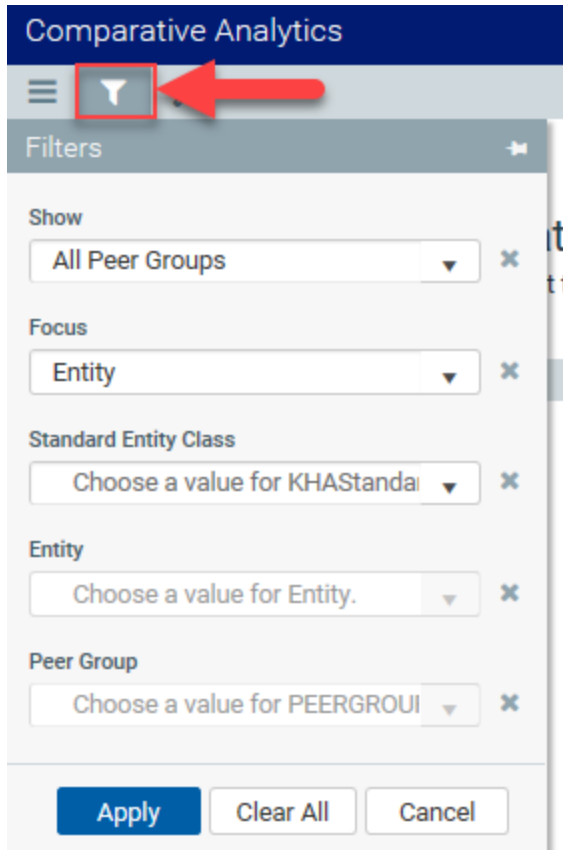 Comparative Analytics
Filters
Show
All Peer Groups
Focus
Entity
Standard Entity Class
Choose a value for KHAStandar
Entity
Choose a value for Entity.
Peer Group
Choose a value for PEERGROUP
Apply Clear All Cancel